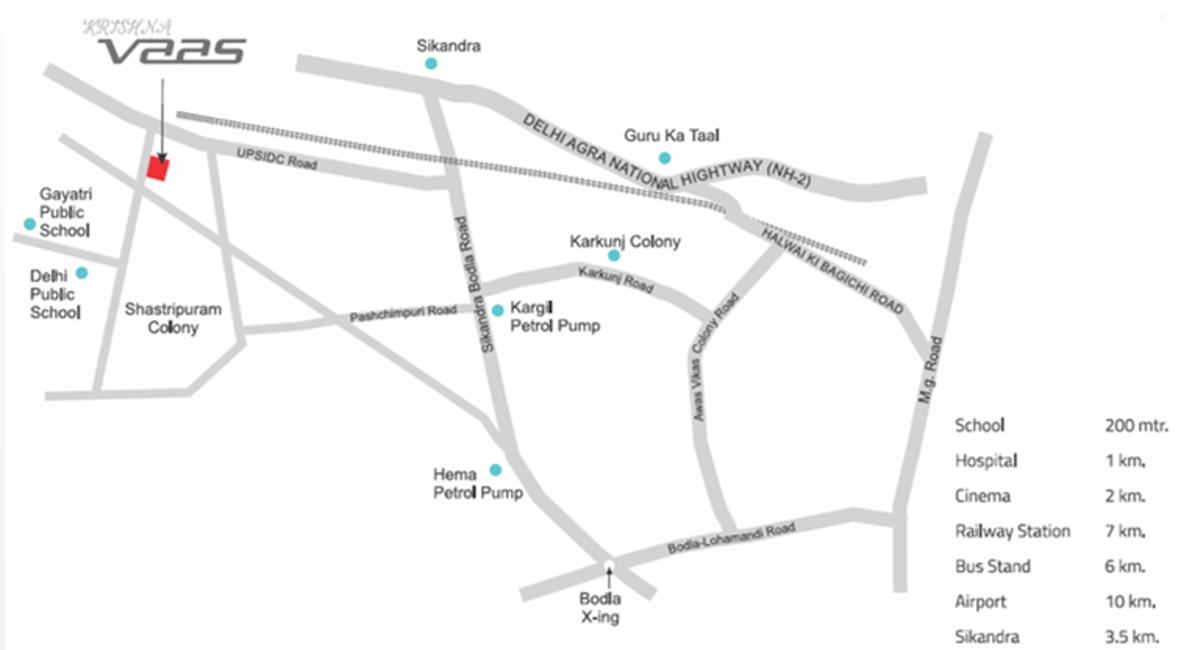 KRISHNA
vaas
Sikandra
DELHI AGRA NATIONAL HIGHTWAY (NH-2)
Guru Ka Taal
UPSIDC Road
Gayatri
Public
School
Delhi
Public
School
Shastripuram
Colony
Sikandra Bodla Road
Karkunj Colony
Karkunj Road
HALWAI KI BAGICHI ROAD
Pashchimpuri Road
Kargil
Petrol Pump
Awas Vikas Colony Road
M.g. Road
Hema
Petrol Pump
Bodla-Lohamandi Road
Bodla
X-ing
School 200 mtr.
Hospital 1 km.
Cinema 2 km.
Railway Station 7 km.
Bus Stand 6 km.
Airport 10 km.
Sikandra 3.5 km.